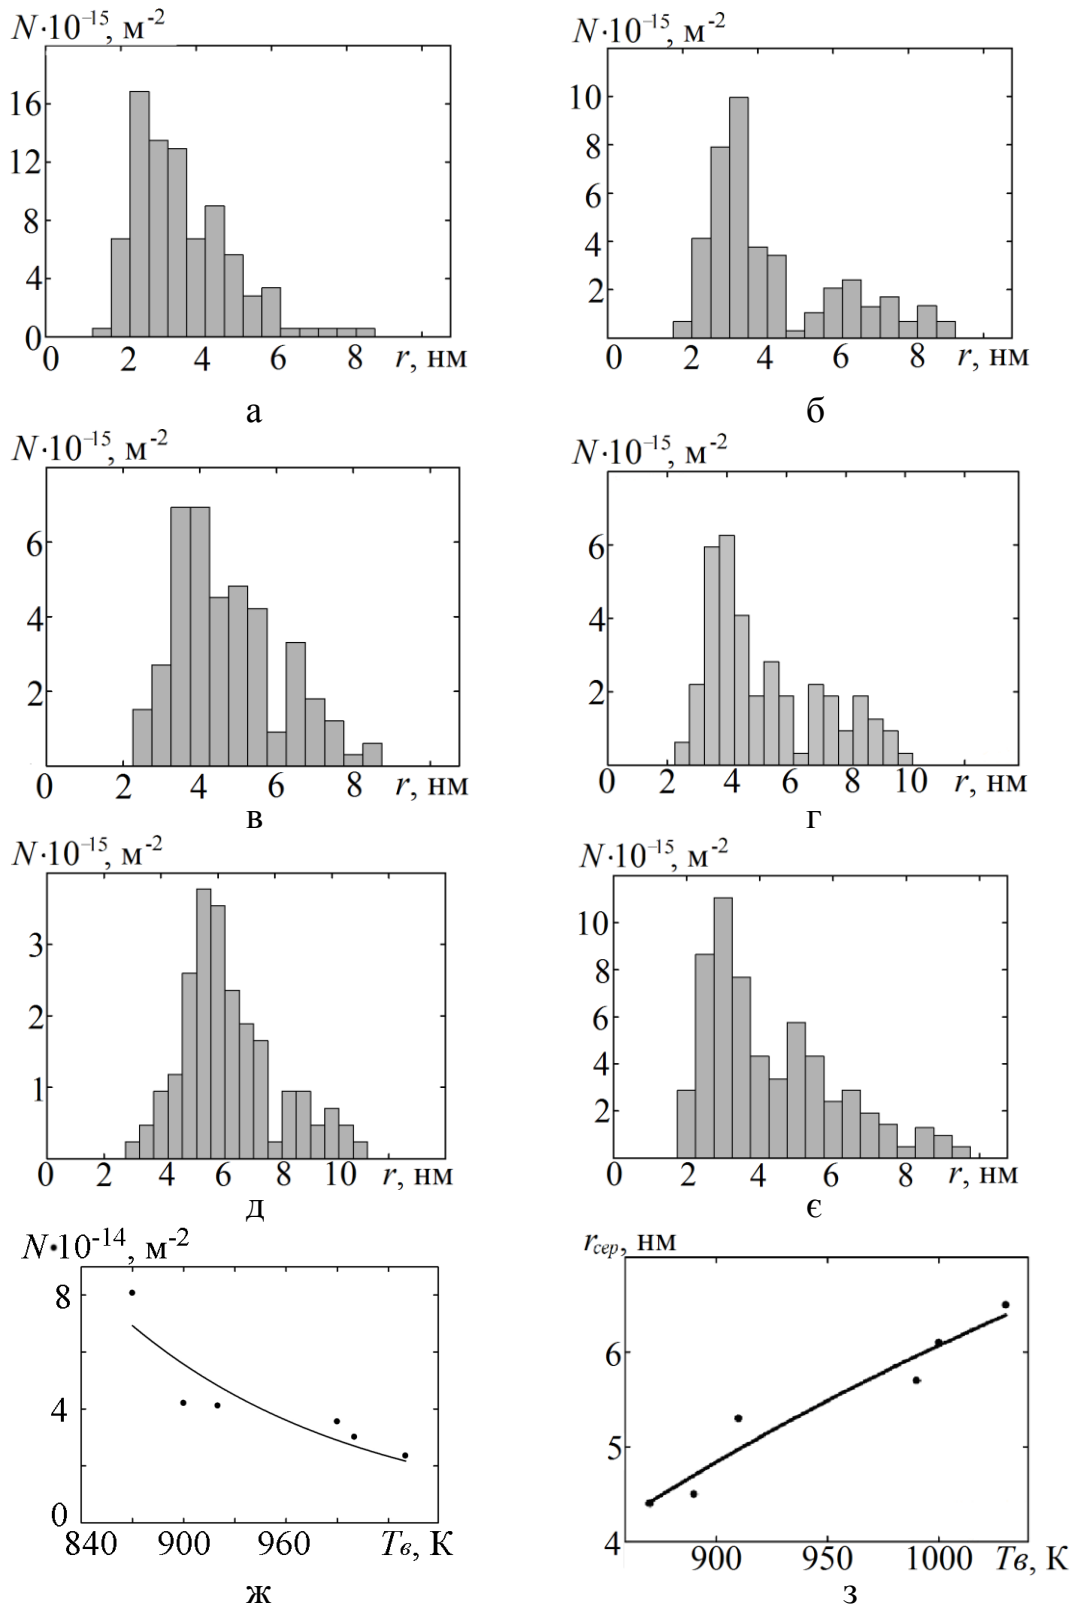 N·10⁻¹⁵, м⁻² N·10⁻¹⁵, м⁻²
16 10
12 8
8 6
4 4
0 2
0 2 4 6 8 r, нм 0 2 4 6 8 r, нм
а б
N·10⁻¹⁵, м⁻² N·10⁻¹⁵, м⁻²
6 6
4 4
2 2
0 2 4 6 8 r, нм 0 2 4 6 8 10 r, нм
в г
N·10⁻¹⁵, м⁻² N·10⁻¹⁵, м⁻²
3 10
2 8
1 6
4
2
0 2 4 6 8 10 r, нм 0 2 4 6 8 r, нм
д є
N•10⁻¹⁴, м⁻² rсер, нм
8 6
4 5
0 4
840 900 960 Tв, К 900 950 1000 Tв, К
ж з